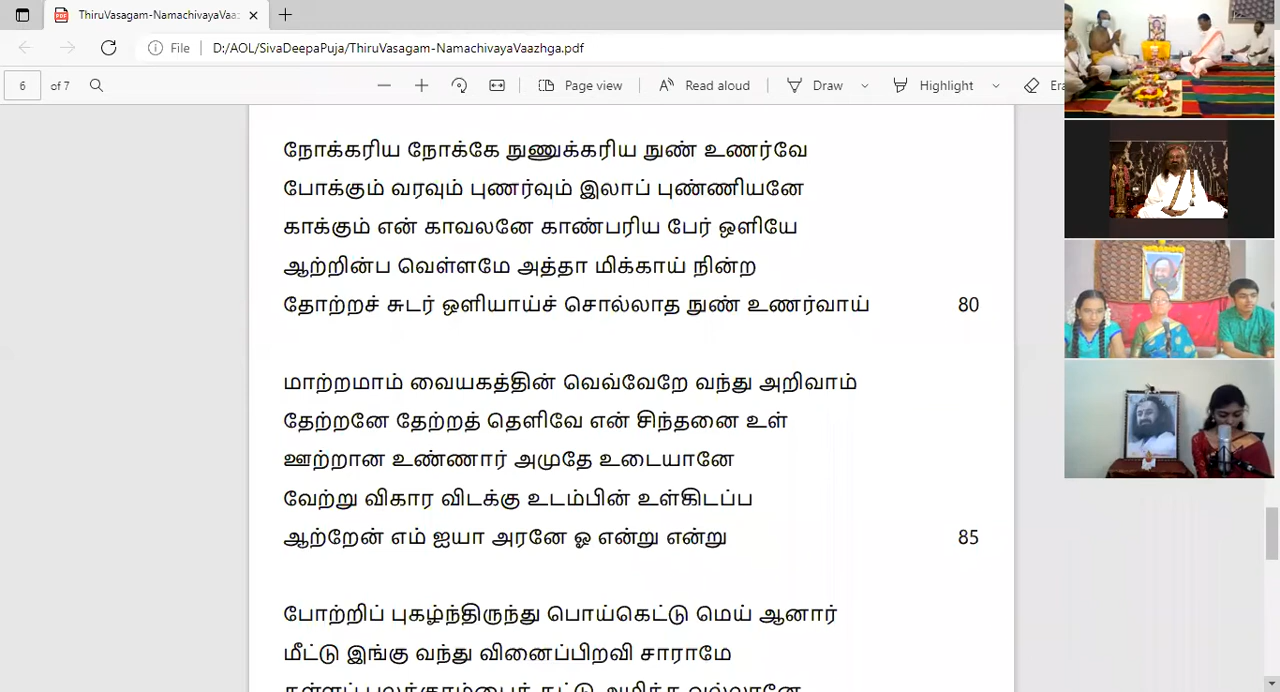 ThiruVasagam-NamachivayaVaaz
File D:/AOL/SivaDeepaPuja/ThiruVasagam-NamachivayaVaazhga.pdf
6 of 7 Page view Read aloud Draw Highlight Era
நோக்கரிய நோக்கே நுணுக்கரிய நுண் உணர்வே
போக்கும் வரவும் புணர்வும் இலாப் புண்ணியனே
காக்கும் என் காவலனே காண்பரிய பேர் ஒளியே
ஆற்றின்ப வெள்ளமே அத்தா மிக்காய் நின்ற
தோற்றச் சுடர் ஒளியாய்ச் சொல்லாத நுண் உணர்வாய் 80
மாற்றமாம் வையகத்தின் வெவ்வேறே வந்து அறிவாம்
தேற்றனே தேற்றத் தெளிவே என் சிந்தனை உள்
ஊற்றான உண்ணார் அமுதே உடையானே
வேற்று விகார விடக்கு உடம்பின் உள்கிடப்ப
ஆற்றேன் எம் ஐயா அரனே ஓ என்று என்று 85
போற்றிப் புகழ்ந்திருந்து பொய்கெட்டு மெய் ஆனார்
மீட்டு இங்கு வந்து வினைப்பிறவி சாராமே